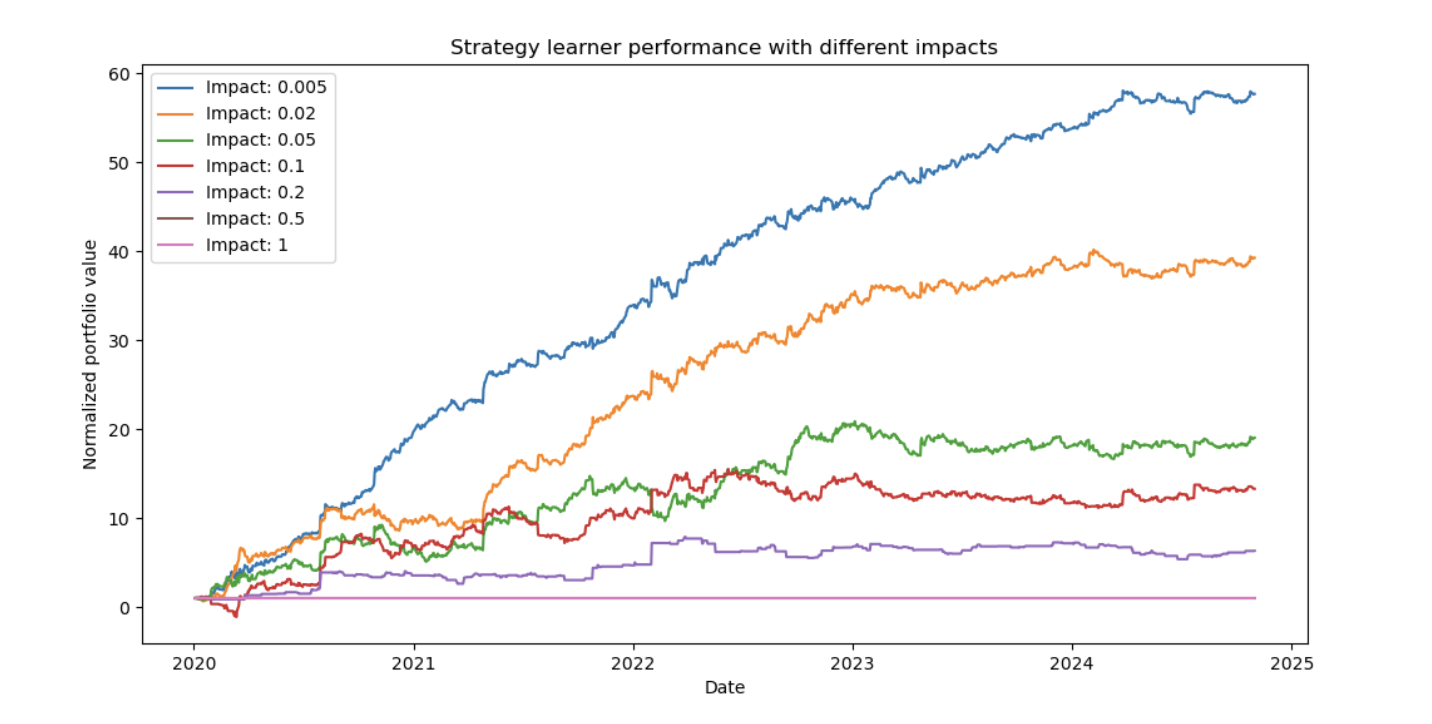 Strategy learner performance with different impacts
60
50
40
30
20
10
0
Normalized portfolio value
Impact: 0.005
Impact: 0.02
Impact: 0.05
Impact: 0.1
Impact: 0.2
Impact: 0.5
Impact: 1
2020
2021
2022
2023
2024
2025
Date